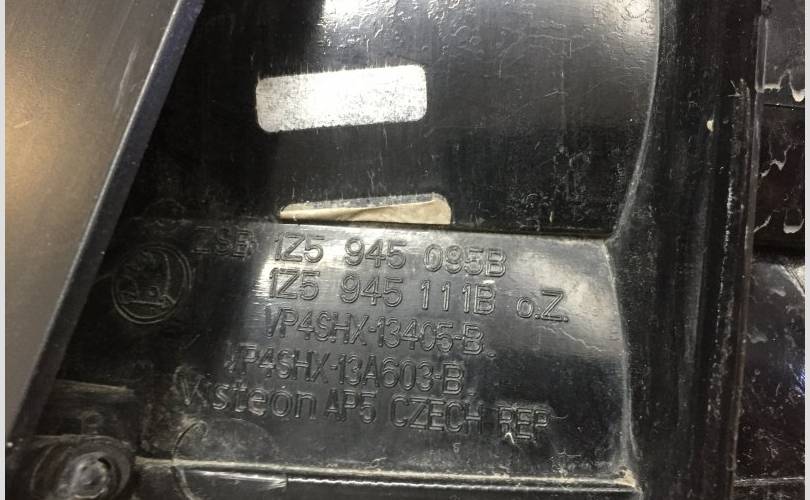 ZSB 1Z5 945 095B
1Z5 945 111B o.Z.
VP4SHX-13405-B
VP4SHX-13A603-B
Visteon AP5 CZECH REP